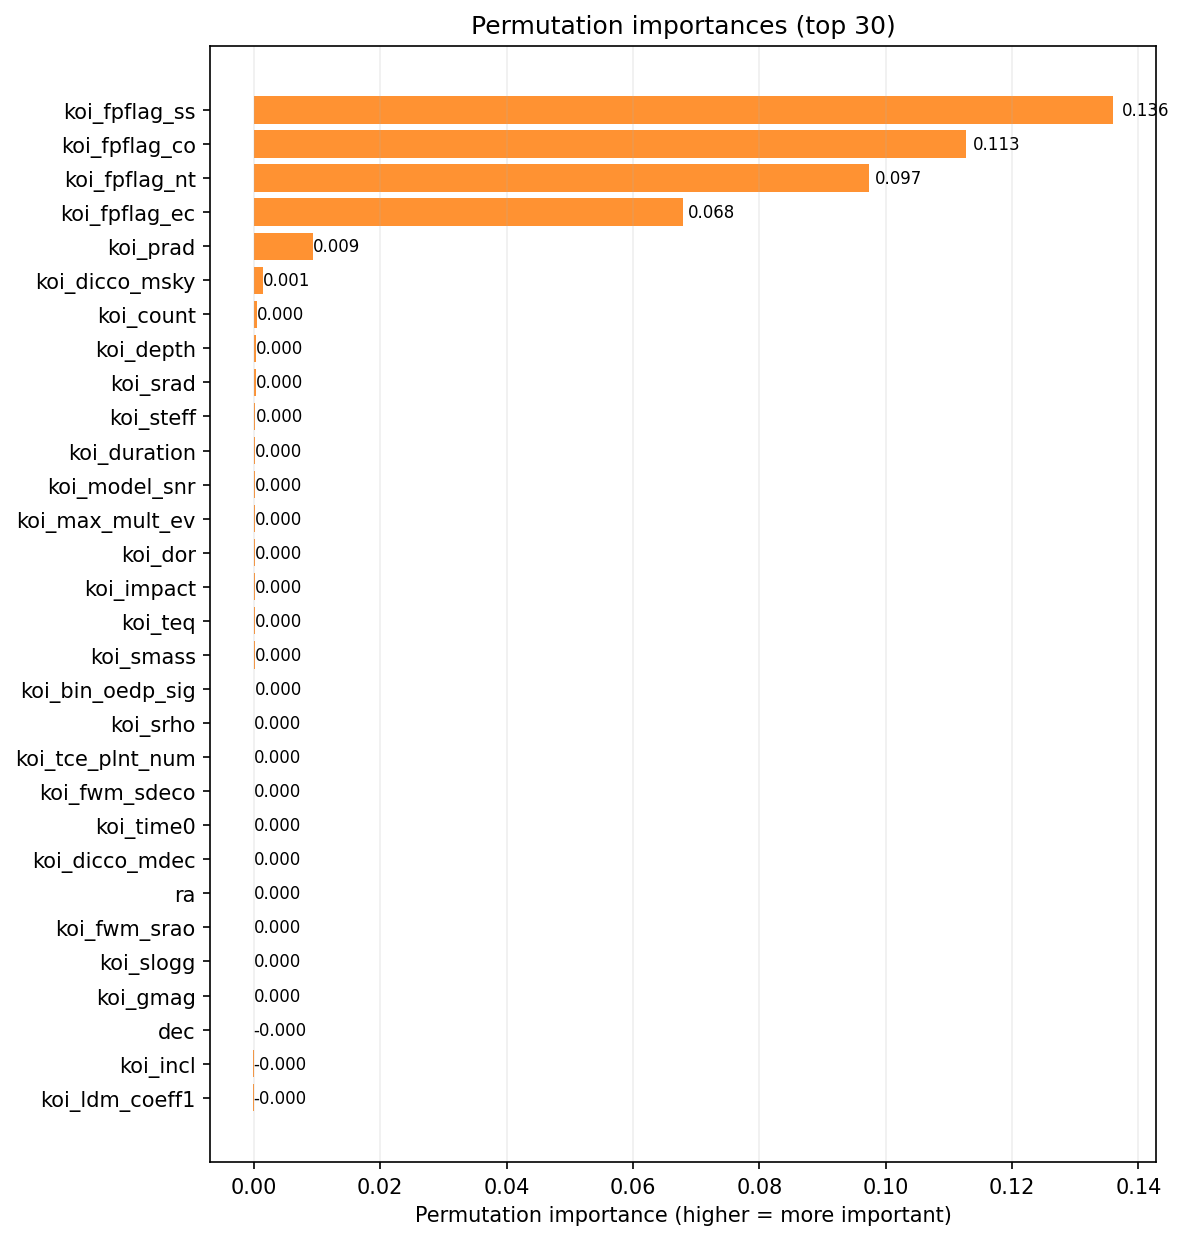 Permutation importances (top 30)
koi_fpflag_ss 0.136
koi_fpflag_co 0.113
koi_fpflag_nt 0.097
koi_fpflag_ec 0.068
koi_prad 0.009
koi_dicco_msky 0.001
koi_count 0.000
koi_depth 0.000
koi_srad 0.000
koi_steff 0.000
koi_duration 0.000
koi_model_snr 0.000
koi_max_mult_ev 0.000
koi_dor 0.000
koi_impact 0.000
koi_teq 0.000
koi_smass 0.000
koi_bin_oedp_sig 0.000
koi_srho 0.000
koi_tce_plnt_num 0.000
koi_fwm_sdeco 0.000
koi_time0 0.000
koi_dicco_mdec 0.000
ra 0.000
koi_fwm_srao 0.000
koi_slogg 0.000
koi_gmag 0.000
dec -0.000
koi_incl -0.000
koi_ldm_coeff1 -0.000
0.00 0.02 0.04 0.06 0.08 0.10 0.12 0.14
Permutation importance (higher = more important)